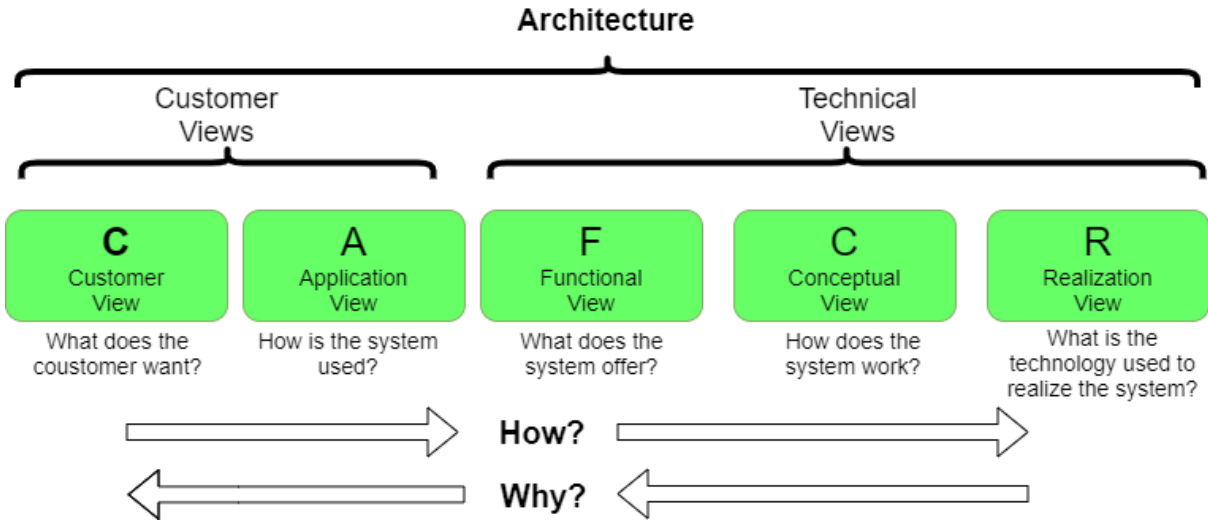 Architecture
Customer
Views
Technical
Views
C
Customer
View
A
Application
View
F
Functional
View
C
Conceptual
View
R
Realization
View
What does the
coustomer want?
How is the system
used?
What does the
system offer?
How does the
system work?
What is the
technology used to
realize the system?
How?
Why?